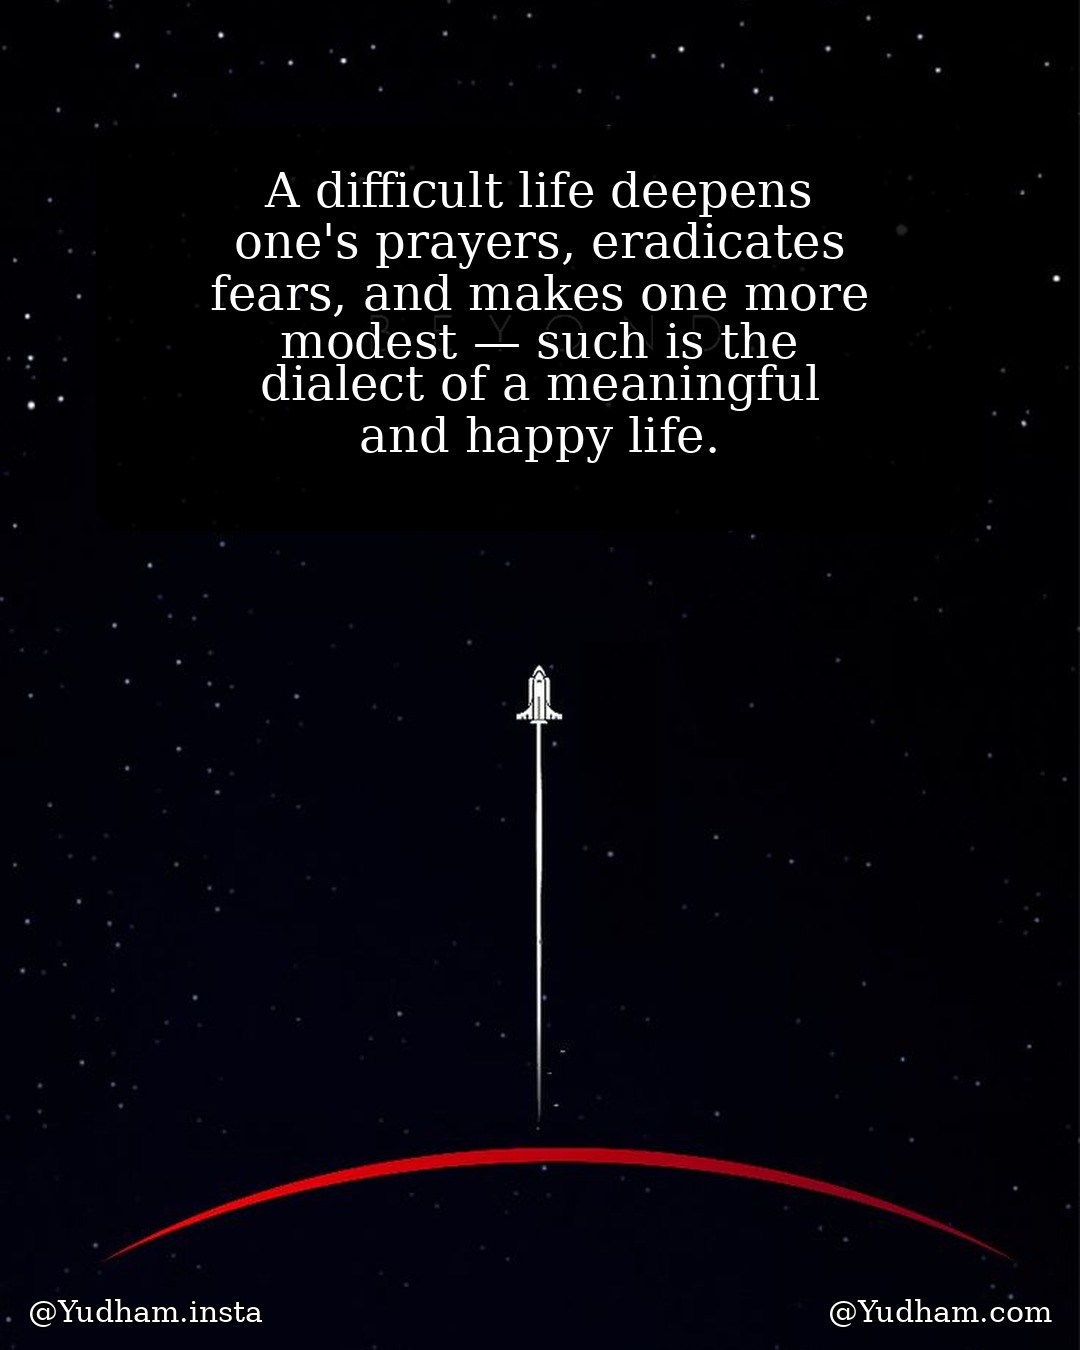 A difficult life deepens
one's prayers, eradicates
fears, and makes one more
BEYOND
modest — such is the
dialect of a meaningful
and happy life.
@Yudham.insta
@Yudham.com